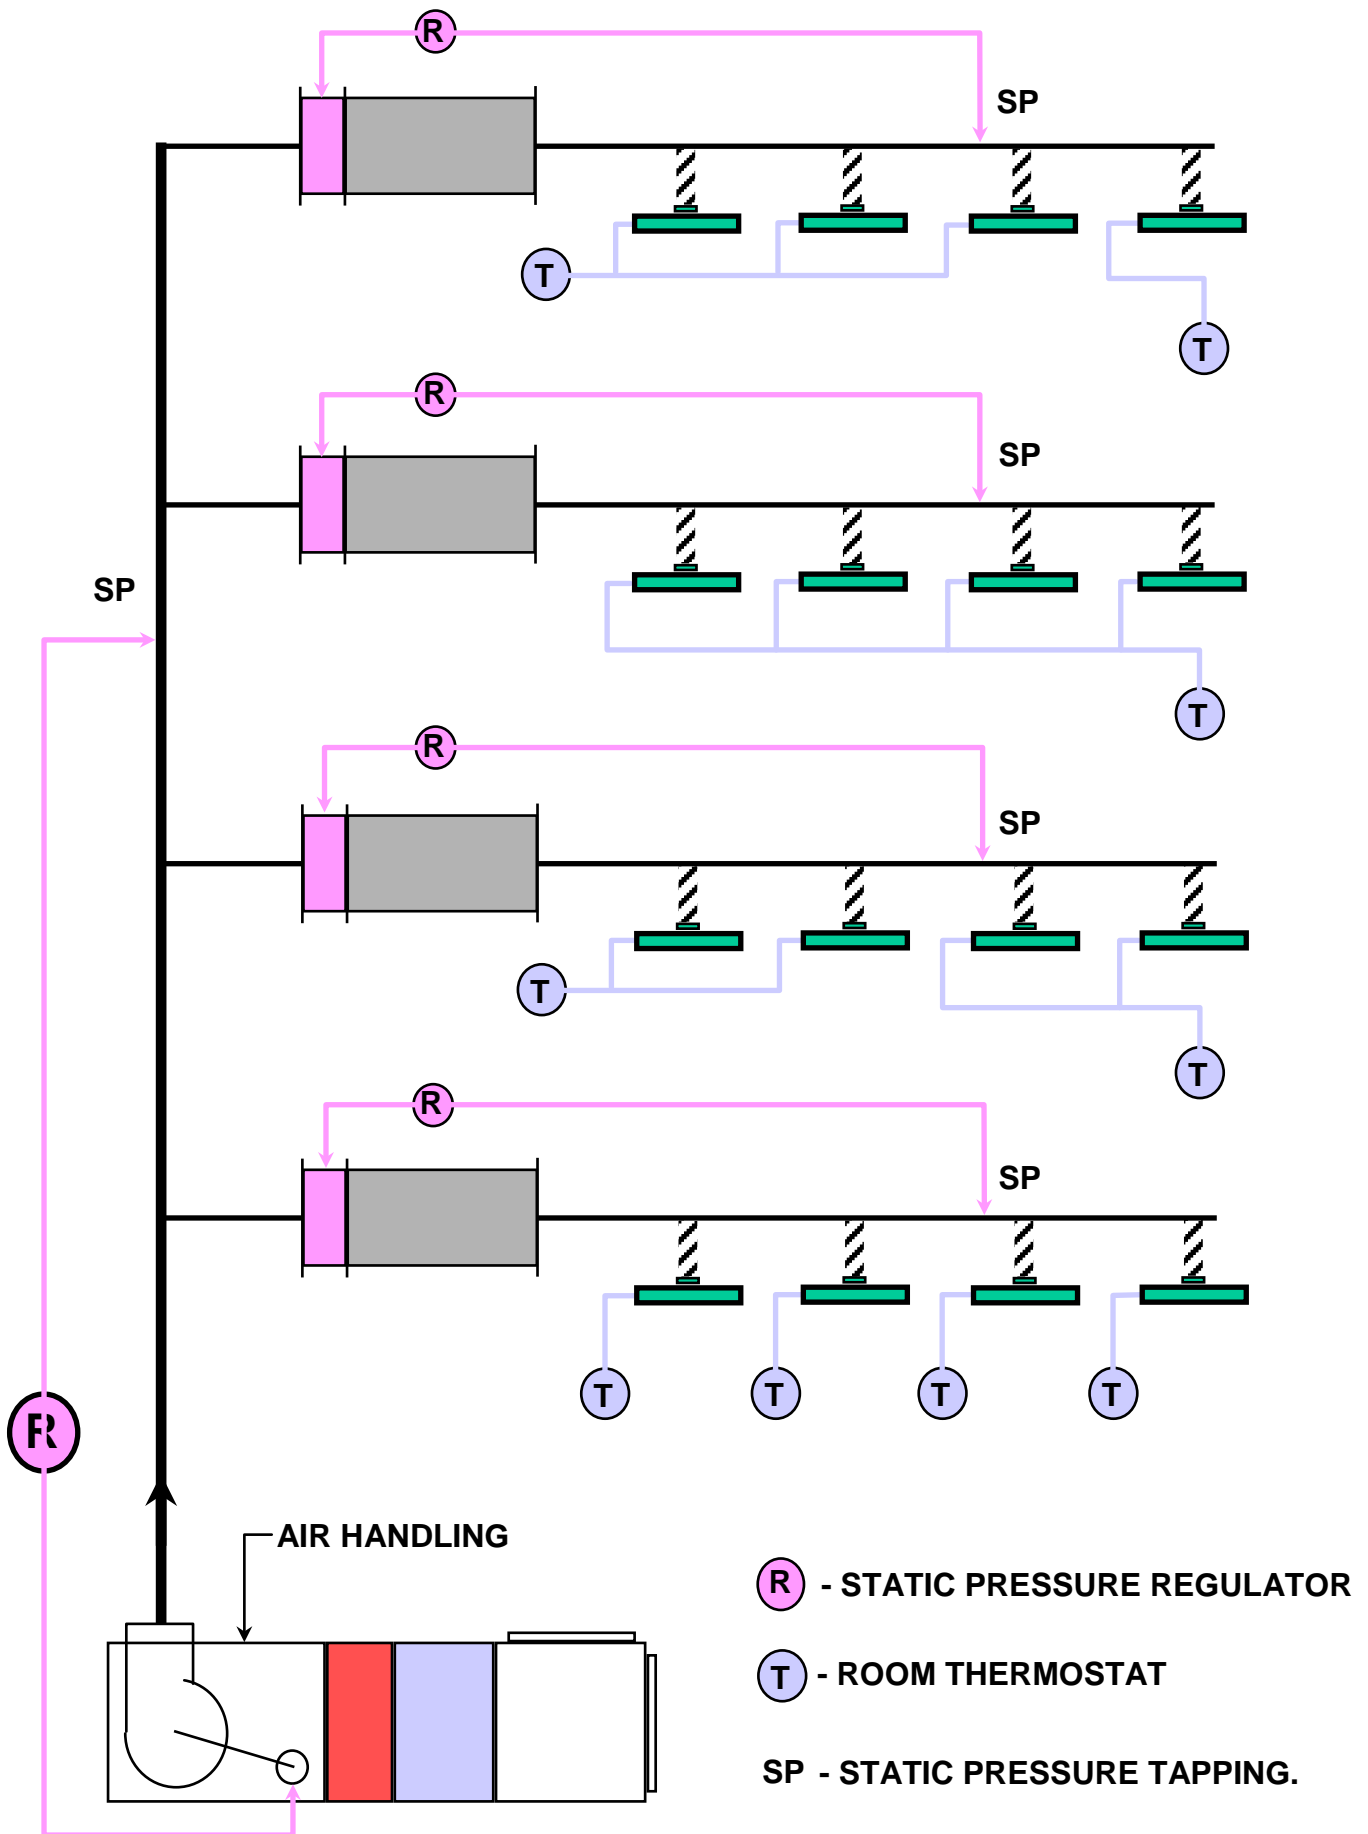 R
SP
T
T
R
SP
SP
T
R
SP
T
T
R
SP
T T T T
R
AIR HANDLING
R - STATIC PRESSURE REGULATOR
T - ROOM THERMOSTAT
SP - STATIC PRESSURE TAPPING.